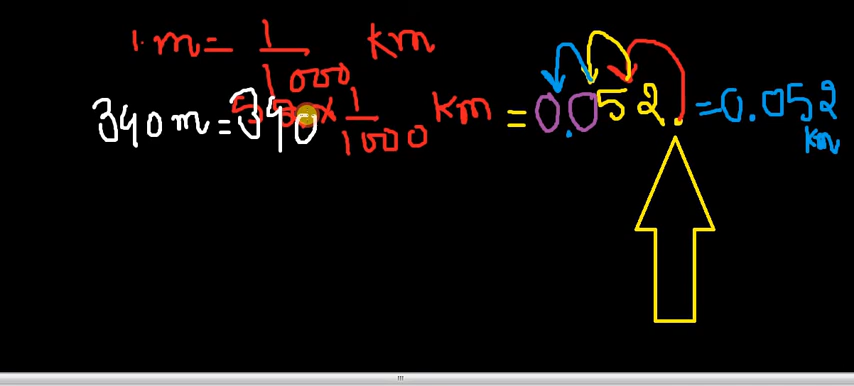 1 m = 1/1000 km
340 m = 340 × 1/1000 km = 0.052. = 0.052 km